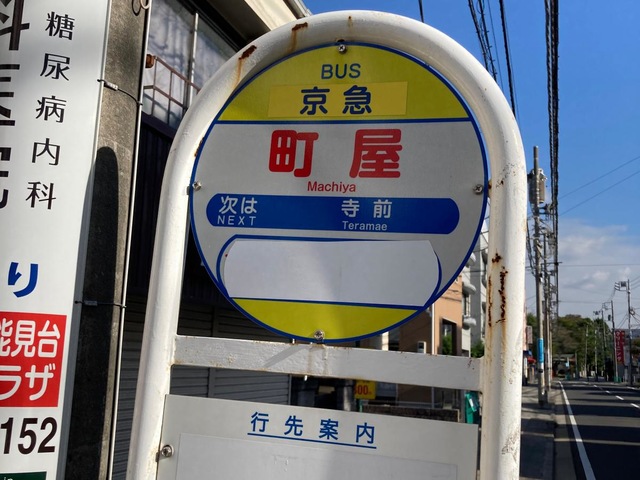 BUS
京急
町屋
Machiya
次は 寺前
NEXT Teramae
行先案内
糖尿病内科
り
能見台
ラザ
152